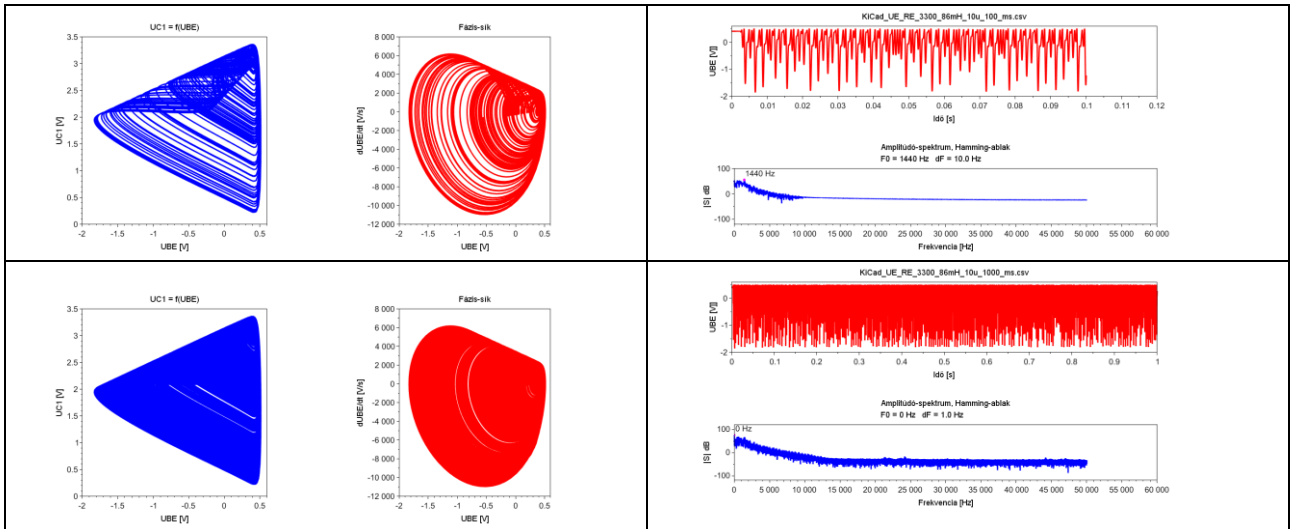 UC1 = f(UBE)
3.5
3
2.5
2
1.5
1
0.5
0
UC1 [V]
-2 -1.5 -1 -0.5 0 0.5
UBE [V]
Fázis-sík
8 000
6 000
4 000
2 000
0
-2 000
-4 000
-6 000
-8 000
-10 000
-12 000
dUBE/dt [V/s]
-2 -1.5 -1 -0.5 0 0.5
UBE [V]
KiCad_UE_RE_3300_86mH_10u_100_ms.csv
0
-1
-2
UBE [V]]
0 0.01 0.02 0.03 0.04 0.05 0.06 0.07 0.08 0.09 0.1 0.11 0.12
Idő [s]
Amplitúdó-spektrum, Hamming-ablak
F0 = 1440 Hz dF = 10.0 Hz
100
0
-100
|S| dB
1440 Hz
0 5 000 10 000 15 000 20 000 25 000 30 000 35 000 40 000 45 000 50 000 55 000 60 000
Frekvencia [Hz]
UC1 = f(UBE)
3.5
3
2.5
2
1.5
1
0.5
0
UC1 [V]
-2 -1.5 -1 -0.5 0 0.5
UBE [V]
Fázis-sík
8 000
6 000
4 000
2 000
0
-2 000
-4 000
-6 000
-8 000
-10 000
-12 000
dUBE/dt [V/s]
-2 -1.5 -1 -0.5 0 0.5
UBE [V]
KiCad_UE_RE_3300_86mH_10u_1000_ms.csv
0
-1
-2
UBE [V]]
0 0.1 0.2 0.3 0.4 0.5 0.6 0.7 0.8 0.9 1
Idő [s]
Amplitúdó-spektrum, Hamming-ablak
F0 = 0 Hz dF = 1.0 Hz
100
0
-100
|S| dB
0 Hz
0 5 000 10 000 15 000 20 000 25 000 30 000 35 000 40 000 45 000 50 000 55 000 60 000
Frekvencia [Hz]